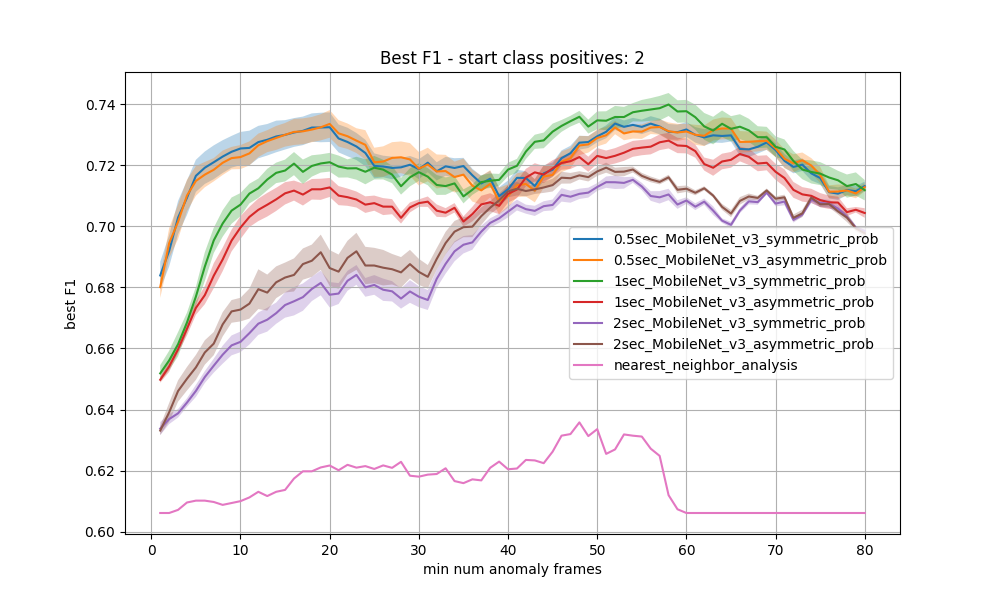 Best F1 - start class positives: 2
best F1
0.74
0.72
0.70
0.68
0.66
0.64
0.62
0.60
0.5sec_MobileNet_v3_symmetric_prob
0.5sec_MobileNet_v3_asymmetric_prob
1sec_MobileNet_v3_symmetric_prob
1sec_MobileNet_v3_asymmetric_prob
2sec_MobileNet_v3_symmetric_prob
2sec_MobileNet_v3_asymmetric_prob
nearest_neighbor_analysis
0 10 20 30 40 50 60 70 80
min num anomaly frames